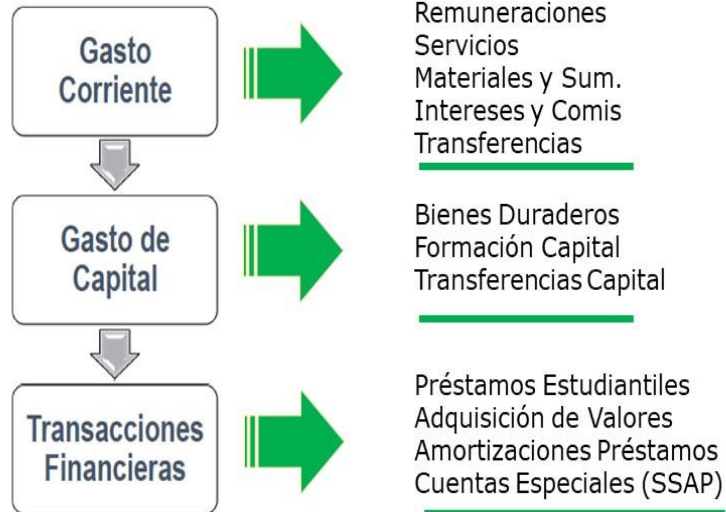 Gasto
Corriente
Remuneraciones
Servicios
Materiales y Sum.
Intereses y Comis
Transferencias
Gasto de
Capital
Bienes Duraderos
Formación Capital
Transferencias Capital
Transacciones
Financieras
Préstamos Estudiantiles
Adquisición de Valores
Amortizaciones Préstamos
Cuentas Especiales (SSAP)